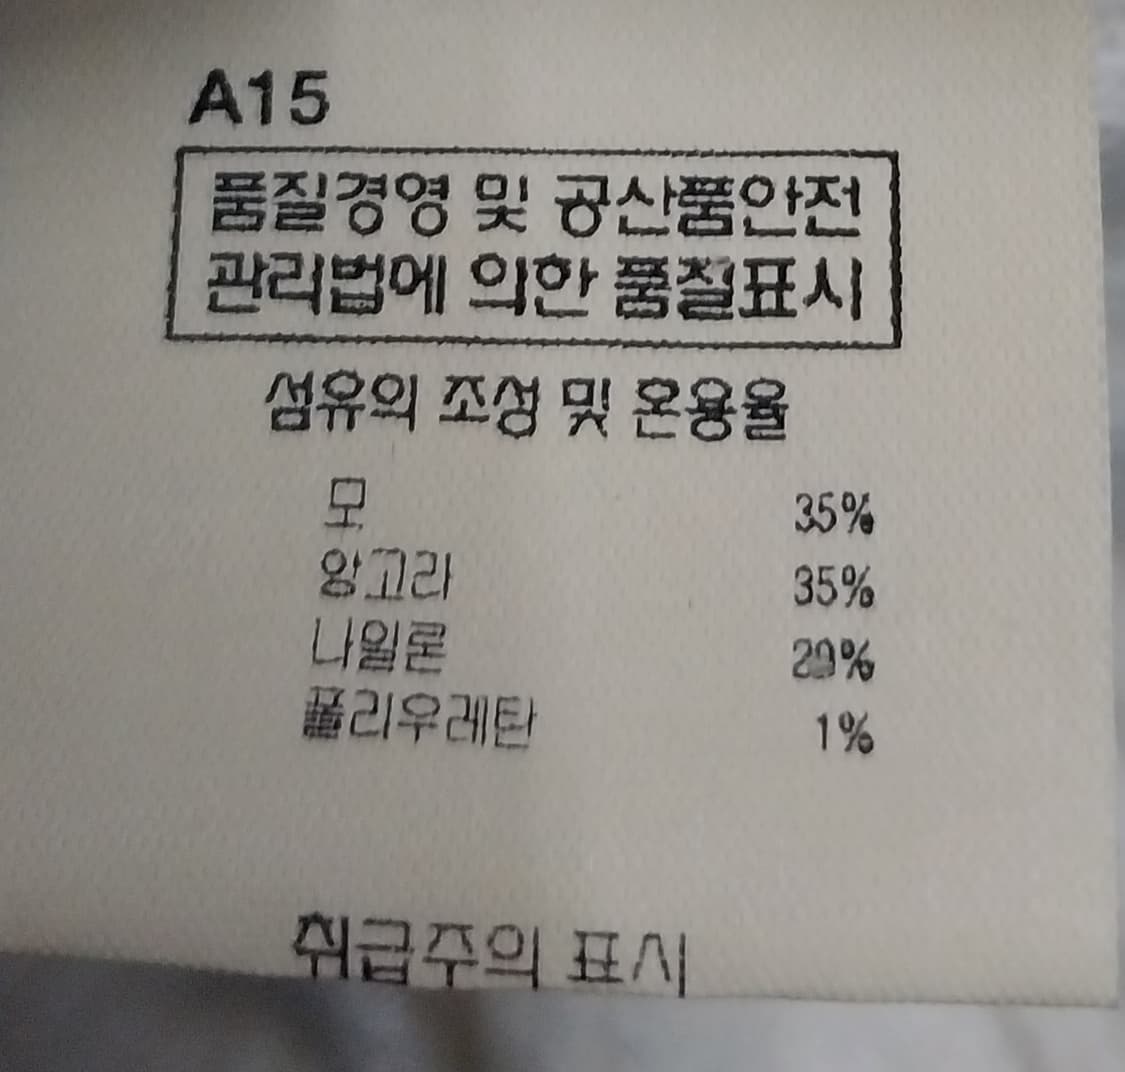 A15
품질경영 및 공산품안전
관리법에 의한 품질표시
섬유의 조성 및 혼용율
모 35%
앙고라 35%
나일론 29%
폴리우레탄 1%
취급주의 표시